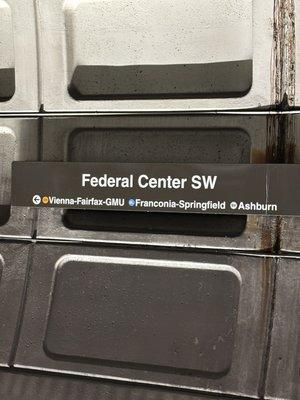 Federal Center SW
Vienna-Fairfax-GMU Franconia-Springfield Ashburn